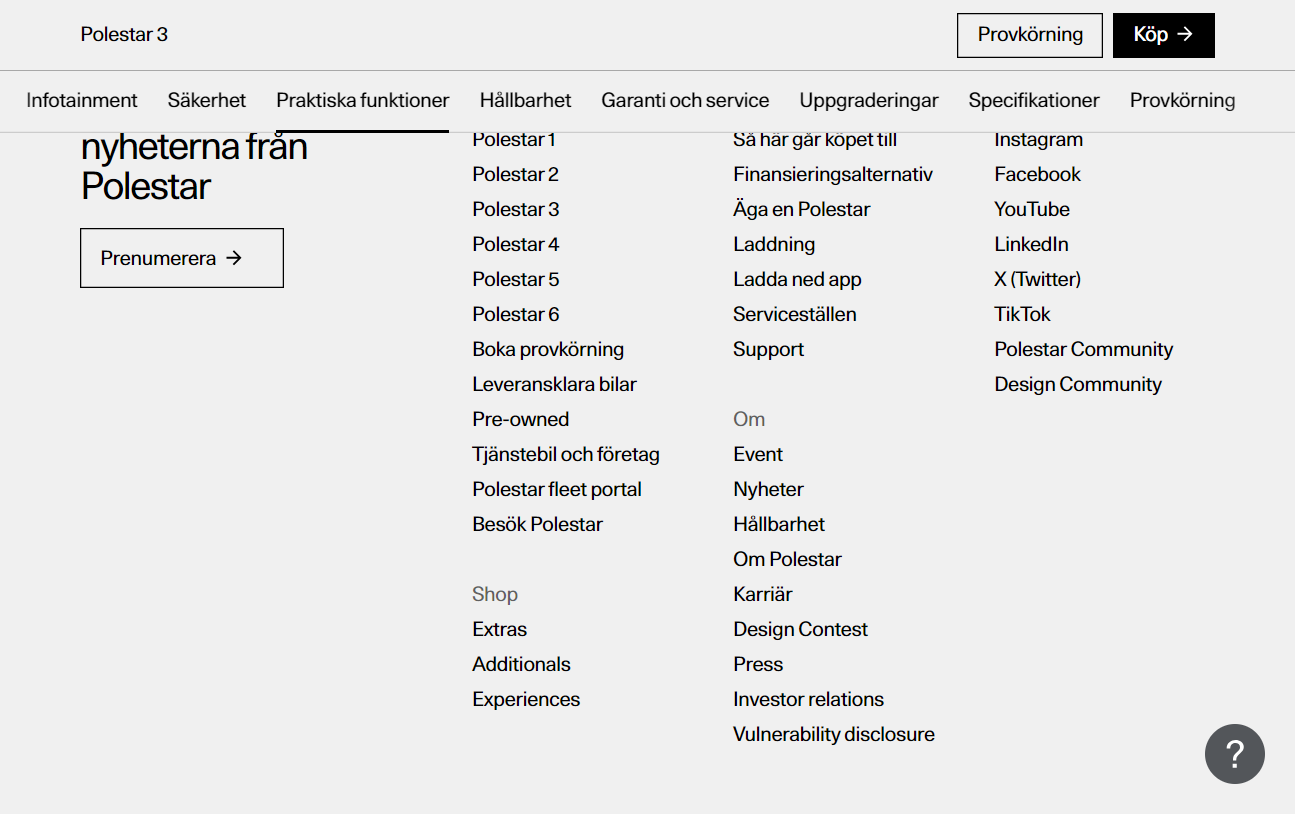 Polestar 3
Provkörning
Köp →
Infotainment
Säkerhet
Praktiska funktioner
Hållbarhet
Garanti och service
Uppgraderingar
Specifikationer
Provkörning
nyheterna från
Polestar
Prenumerera →
Polestar 1
Polestar 2
Polestar 3
Polestar 4
Polestar 5
Polestar 6
Boka provkörning
Leveransklara bilar
Pre-owned
Tjänstebil och företag
Polestar fleet portal
Besök Polestar
Shop
Extras
Additionals
Experiences
Så här går köpet till
Finansieringsalternativ
Äga en Polestar
Laddning
Ladda ned app
Serviceställen
Support
Om
Event
Nyheter
Hållbarhet
Om Polestar
Karriär
Design Contest
Press
Investor relations
Vulnerability disclosure
Instagram
Facebook
YouTube
LinkedIn
X (Twitter)
TikTok
Polestar Community
Design Community
?